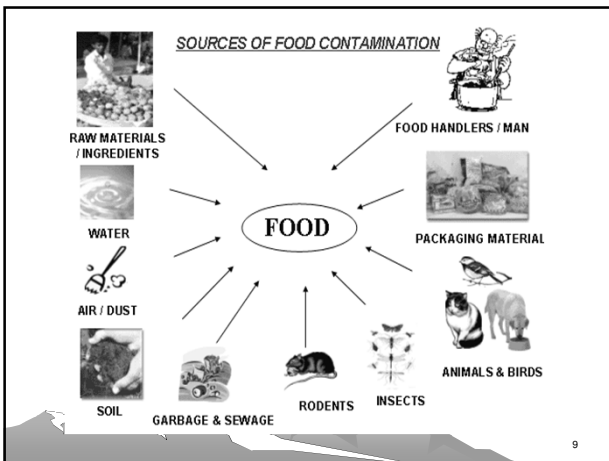 SOURCES OF FOOD CONTAMINATION
RAW MATERIALS
/ INGREDIENTS
FOOD HANDLERS / MAN
WATER
FOOD
PACKAGING MATERIAL
AIR / DUST
ANIMALS & BIRDS
SOIL
GARBAGE & SEWAGE
RODENTS
INSECTS
9